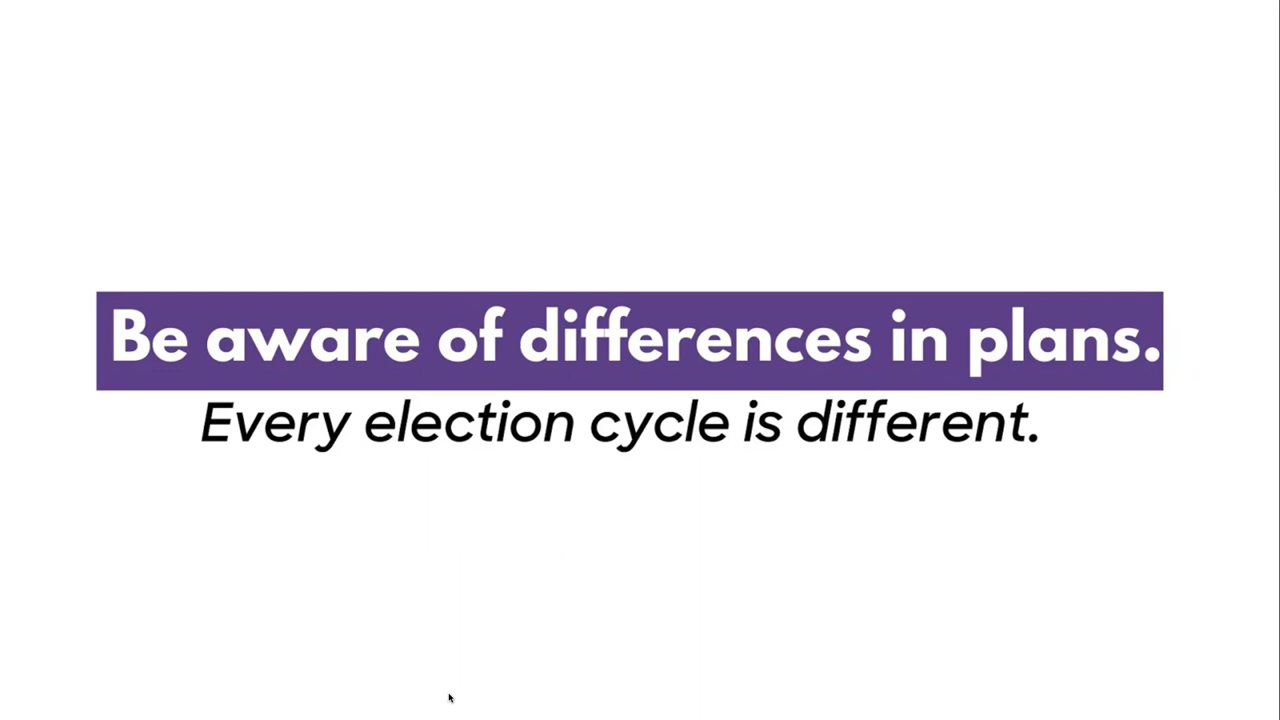 Be aware of differences in plans.
Every election cycle is different.